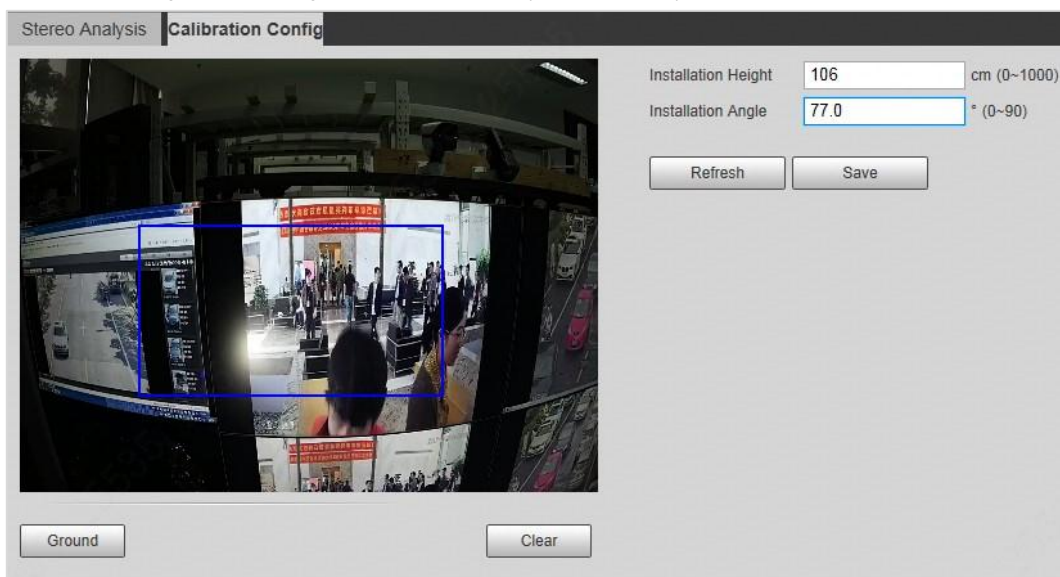 Stereo Analysis Calibration Config
Installation Height 106 cm (0~1000)
Installation Angle 77.0 ° (0~90)
Refresh Save
Ground Clear